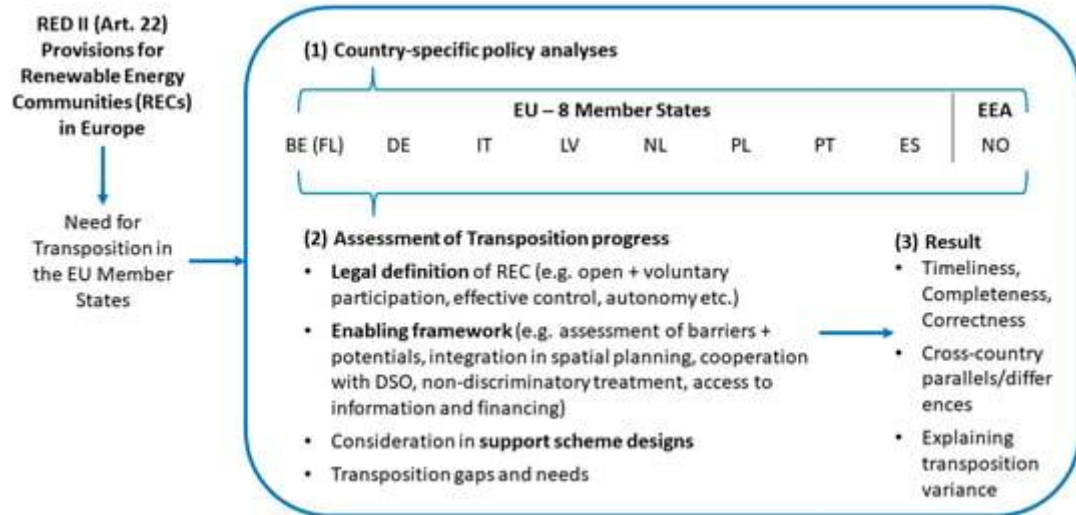 RED II (Art. 22)
Provisions for
Renewable Energy
Communities (RECs)
in Europe
Need for
Transposition in
the EU Member
States
(1) Country-specific policy analyses
EU – 8 Member States
EEA
BE (FL) DE IT LV NL PL PT ES NO
(2) Assessment of Transposition progress
• Legal definition of REC (e.g. open + voluntary
participation, effective control, autonomy etc.)
• Enabling framework (e.g. assessment of barriers +
potentials, integration in spatial planning, cooperation
with DSO, non-discriminatory treatment, access to
information and financing)
• Consideration in support scheme designs
• Transposition gaps and needs
(3) Result
• Timeliness,
Completeness,
Correctness
• Cross-country
parallels/differ
ences
• Explaining
transposition
variance